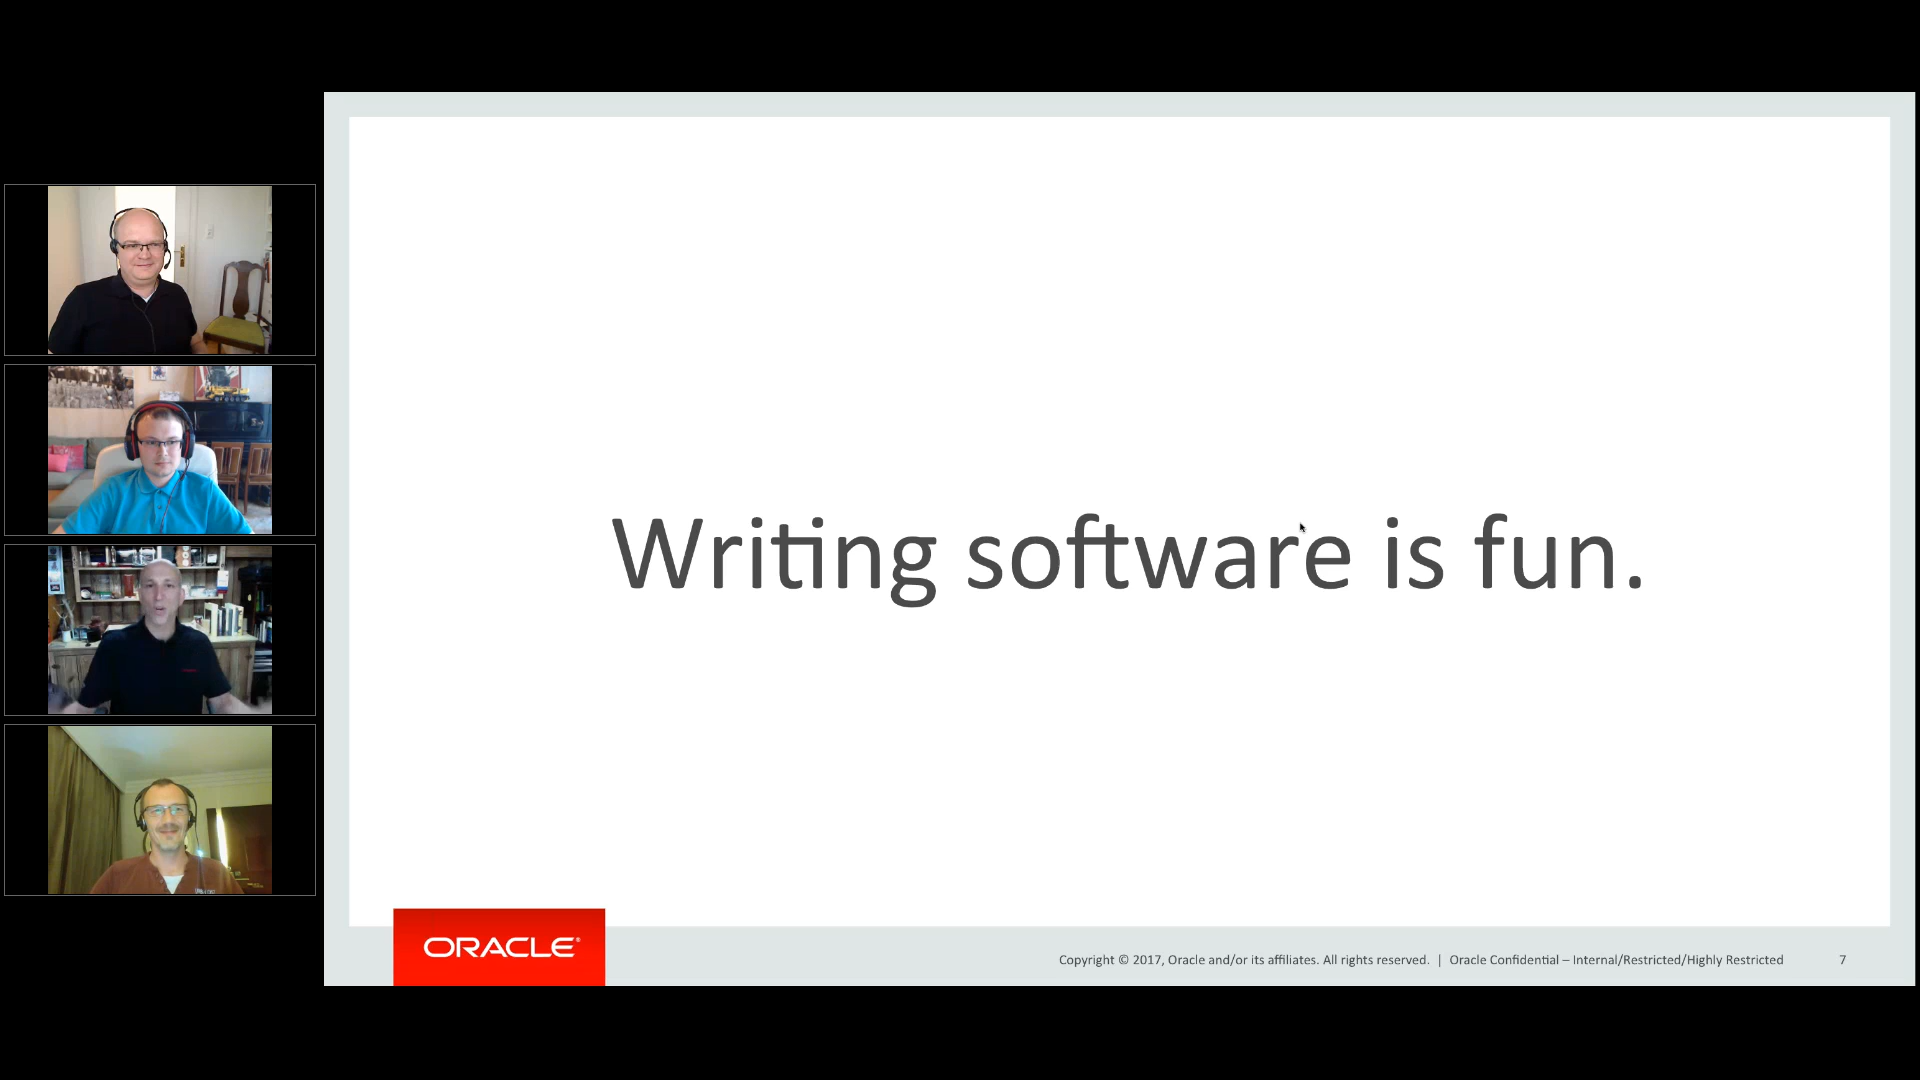 Writing software is fun.
ORACLE®
Copyright © 2017, Oracle and/or its affiliates. All rights reserved. | Oracle Confidential – Internal/Restricted/Highly Restricted 7